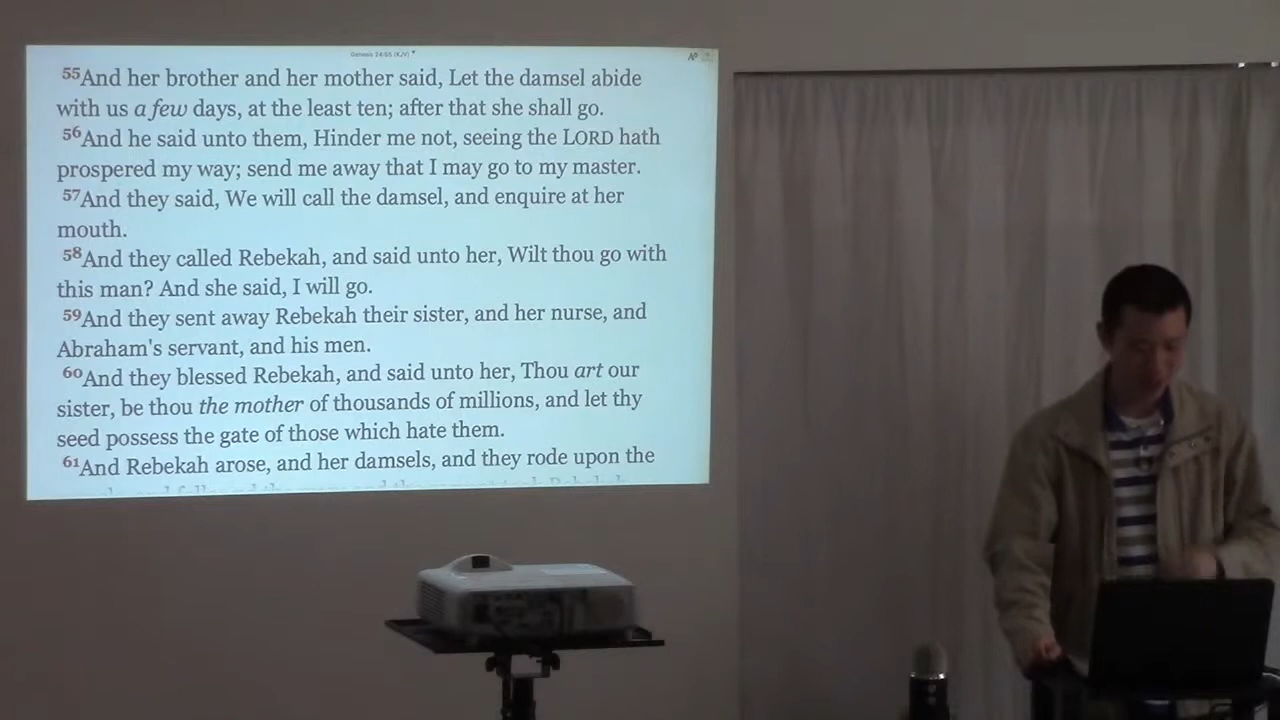 Genesis 24:55 (KJV)
55And her brother and her mother said, Let the damsel abide
with us a few days, at the least ten; after that she shall go.
56And he said unto them, Hinder me not, seeing the LORD hath
prospered my way; send me away that I may go to my master.
57And they said, We will call the damsel, and enquire at her
mouth.
58And they called Rebekah, and said unto her, Wilt thou go with
this man? And she said, I will go.
59And they sent away Rebekah their sister, and her nurse, and
Abraham's servant, and his men.
60And they blessed Rebekah, and said unto her, Thou art our
sister, be thou the mother of thousands of millions, and let thy
seed possess the gate of those which hate them.
61And Rebekah arose, and her damsels, and they rode upon the